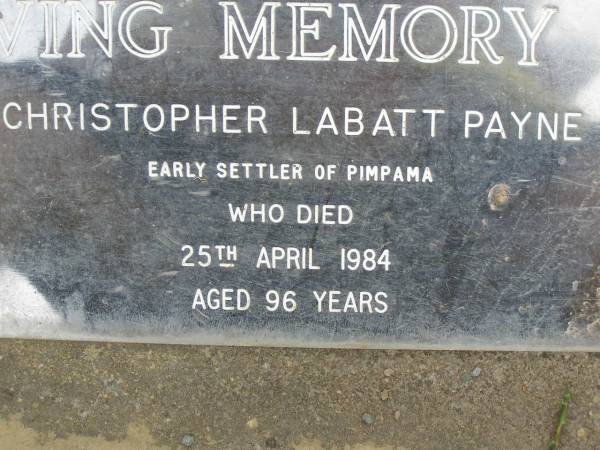 VING MEMORY
CHRISTOPHER LABATT PAYNE
EARLY SETTLER OF PIMPAMA
WHO DIED
25TH APRIL 1984
AGED 96 YEARS